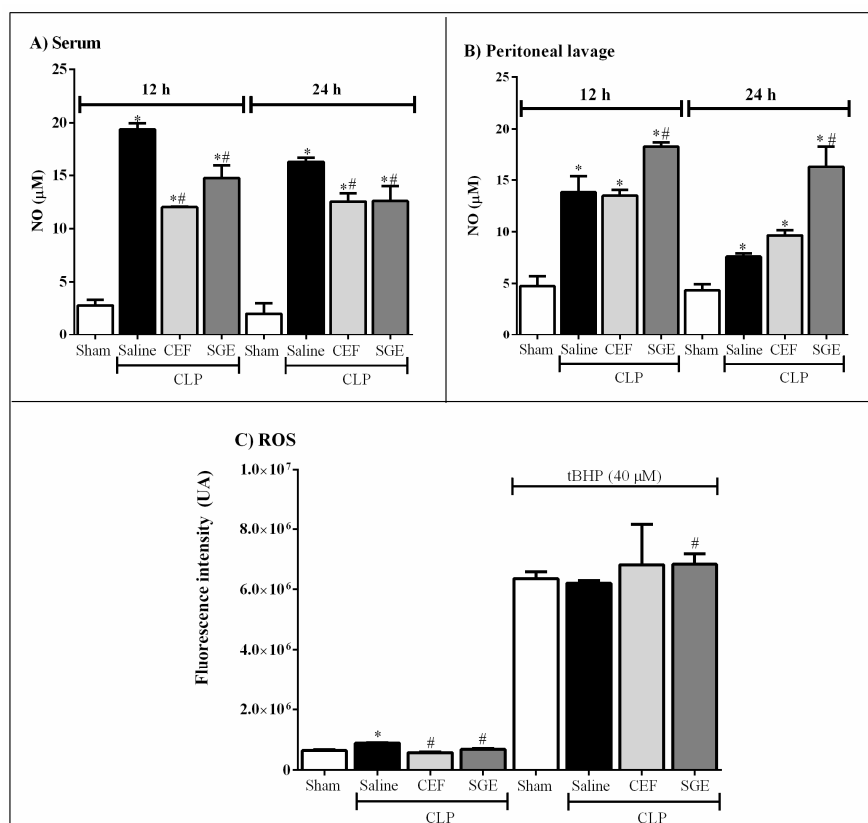 A) Serum
25
20
15
10
5
0
NO (μM)
12 h
24 h
*
*#
*#
*
*#
*#
Sham Saline CEF SGE Sham Saline CEF SGE
CLP
CLP
B) Peritoneal lavage
25
20
15
10
5
0
NO (μM)
12 h
24 h
*
*
*#
*
*
*#
Sham Saline CEF SGE Sham Saline CEF SGE
CLP
CLP
C) ROS
1.0×10⁷
8.0×10⁶
6.0×10⁶
4.0×10⁶
2.0×10⁶
0
Fluorescence intensity (UA)
tBHP (40 μM)
*
#
#
#
Sham Saline CEF SGE Sham Saline CEF SGE
CLP
CLP